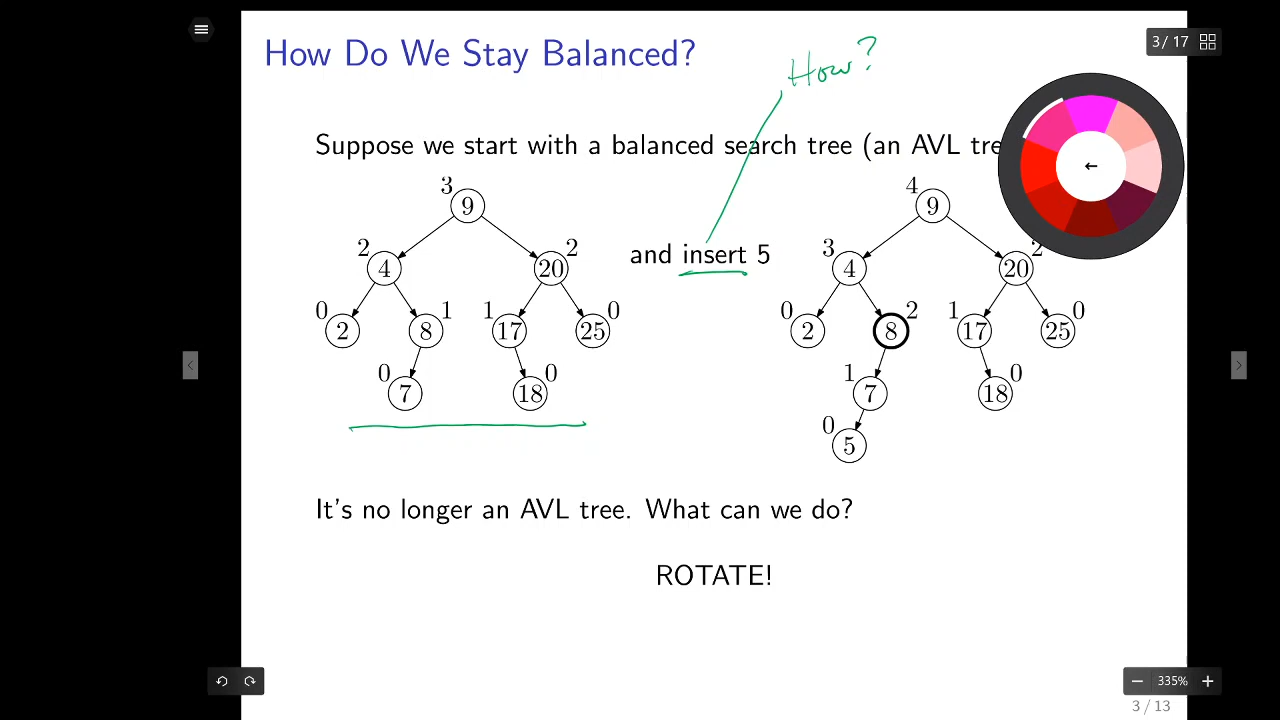 How Do We Stay Balanced?
How?
3/ 17
Suppose we start with a balanced search tree (an AVL tre
3 9
4 9
2 4 20 2
and insert 5
3 4 20 2
0 2 8 1 1 17 25 0
0 2 8 2 1 17 25 0
0 7 18 0
1 7 18 0
0 5
It's no longer an AVL tree. What can we do?
ROTATE!
335%
3 / 13